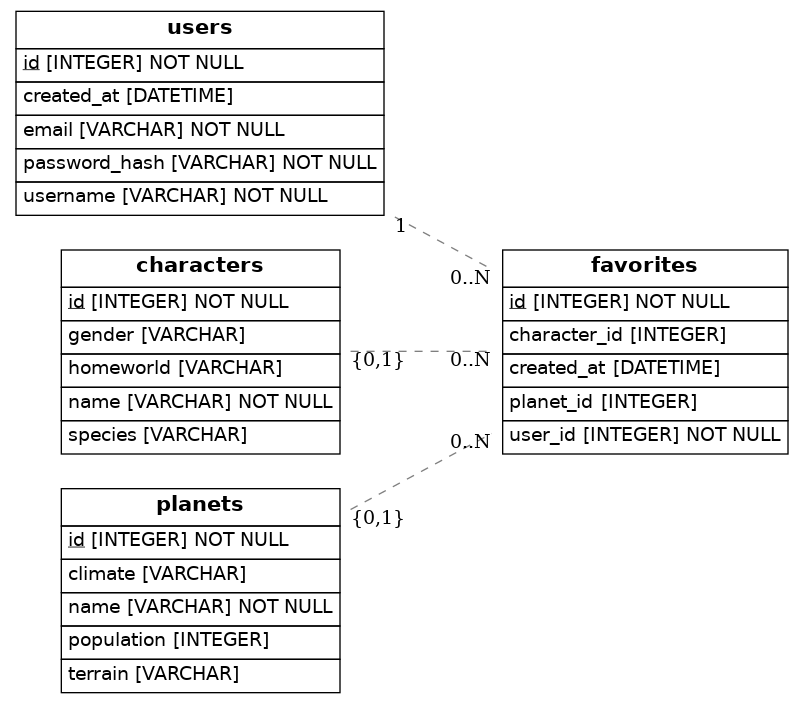 users
id [INTEGER] NOT NULL
created_at [DATETIME]
email [VARCHAR] NOT NULL
password_hash [VARCHAR] NOT NULL
username [VARCHAR] NOT NULL
1
0..N
characters
id [INTEGER] NOT NULL
gender [VARCHAR]
homeworld [VARCHAR]
name [VARCHAR] NOT NULL
species [VARCHAR]
{0,1}
0..N
favorites
id [INTEGER] NOT NULL
character_id [INTEGER]
created_at [DATETIME]
planet_id [INTEGER]
user_id [INTEGER] NOT NULL
0..N
{0,1}
planets
id [INTEGER] NOT NULL
climate [VARCHAR]
name [VARCHAR] NOT NULL
population [INTEGER]
terrain [VARCHAR]